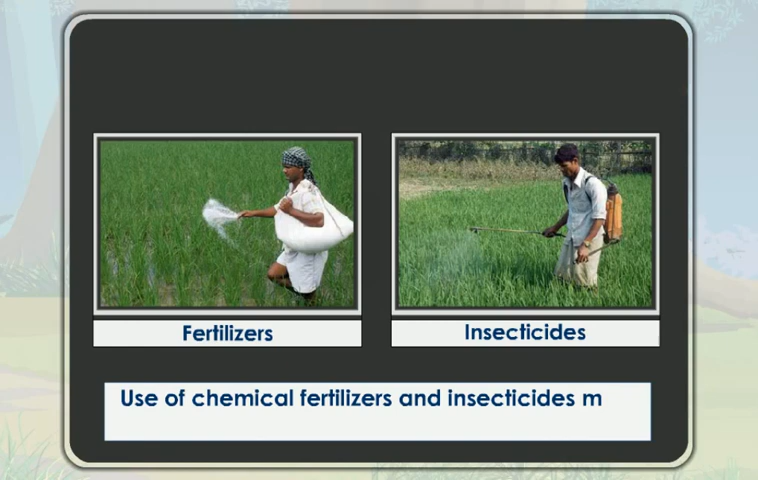 Fertilizers
Insecticides
Use of chemical fertilizers and insecticides m